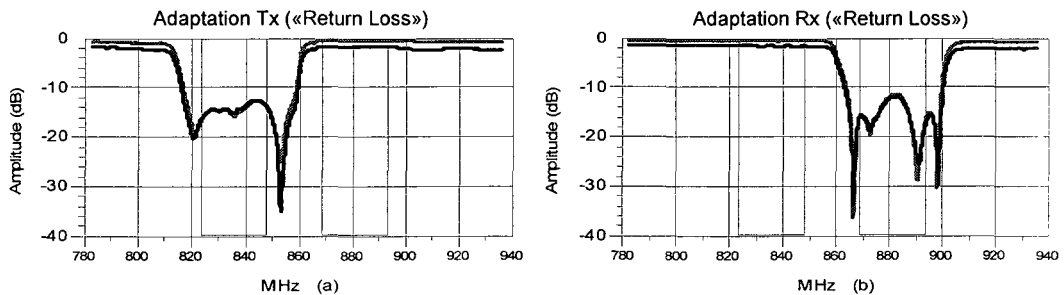 Adaptation Tx («Return Loss»)
Amplitude (dB)
0
-10
-20
-30
-40
780 800 820 840 860 880 900 920 940
MHz (a)
Adaptation Rx («Return Loss»)
Amplitude (dB)
0
-10
-20
-30
-40
780 800 820 840 860 880 900 920 940
MHz (b)